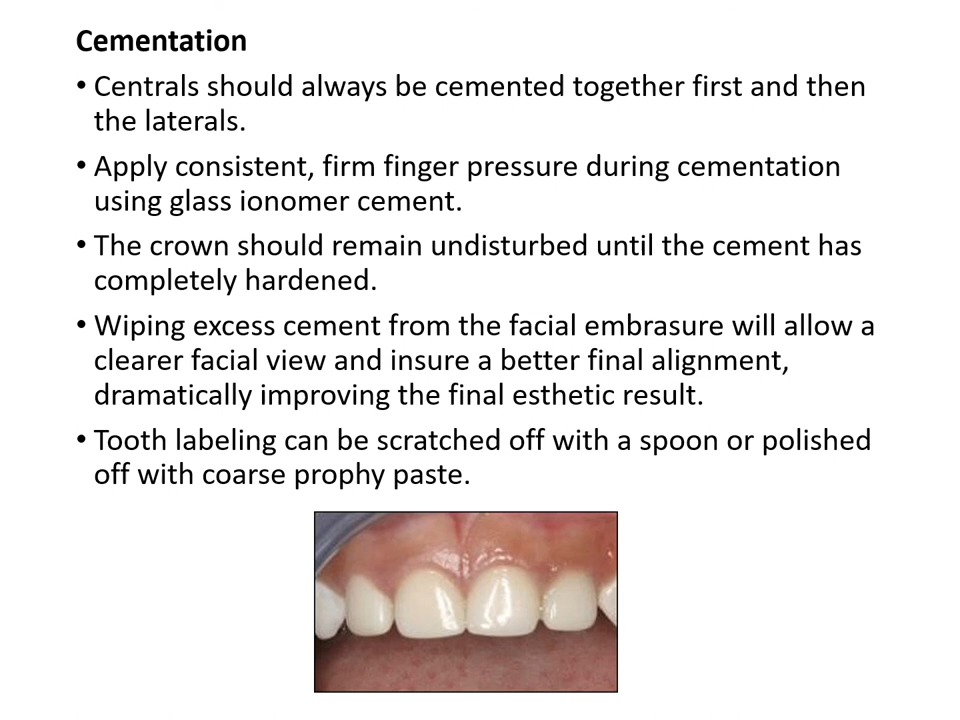 Cementation
• Centrals should always be cemented together first and then
the laterals.
• Apply consistent, firm finger pressure during cementation
using glass ionomer cement.
• The crown should remain undisturbed until the cement has
completely hardened.
• Wiping excess cement from the facial embrasure will allow a
clearer facial view and insure a better final alignment,
dramatically improving the final esthetic result.
• Tooth labeling can be scratched off with a spoon or polished
off with coarse prophy paste.